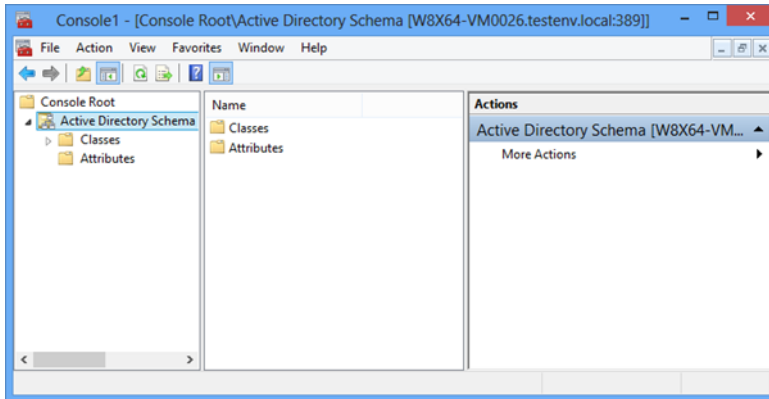 Console1 - [Console Root\Active Directory Schema [W8X64-VM0026.testenv.local:389]]
File Action View Favorites Window Help
Console Root
Active Directory Schema
Classes
Attributes
Name
Classes
Attributes
Actions
Active Directory Schema [W8X64-VM...
More Actions